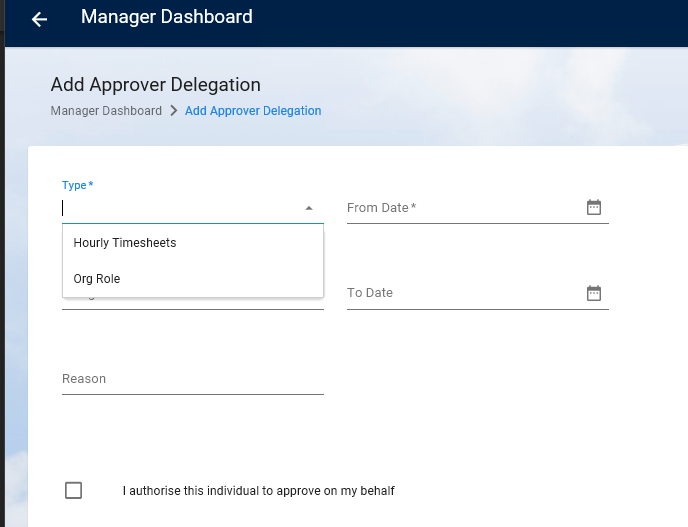 Manager Dashboard
Add Approver Delegation
Manager Dashboard > Add Approver Delegation
Type *
From Date *
Hourly Timesheets
Org Role
To Date
Reason
I authorise this individual to approve on my behalf